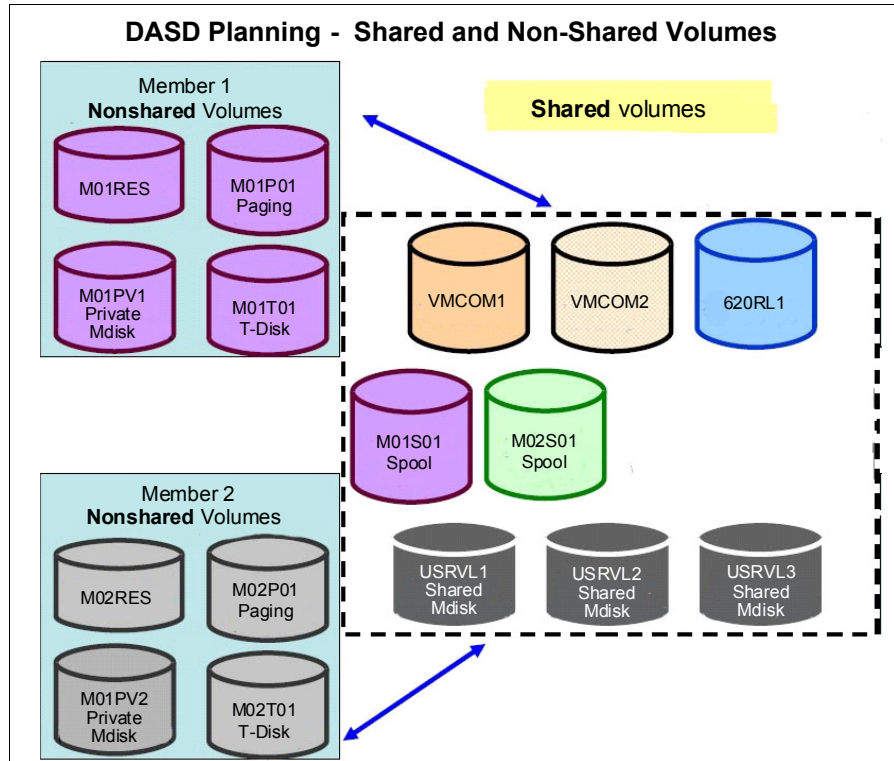 DASD Planning - Shared and Non-Shared Volumes
Member 1
Nonshared Volumes
M01RES
M01P01
Paging
M01PV1
Private
Mdisk
M01T01
T-Disk
Shared volumes
VMCOM1
VMCOM2
620RL1
M01S01
Spool
M02S01
Spool
Member 2
Nonshared Volumes
M02RES
M02P01
Paging
M01PV2
Private
Mdisk
M02T01
T-Disk
USRVL1
Shared
Mdisk
USRVL2
Shared
Mdisk
USRVL3
Shared
Mdisk